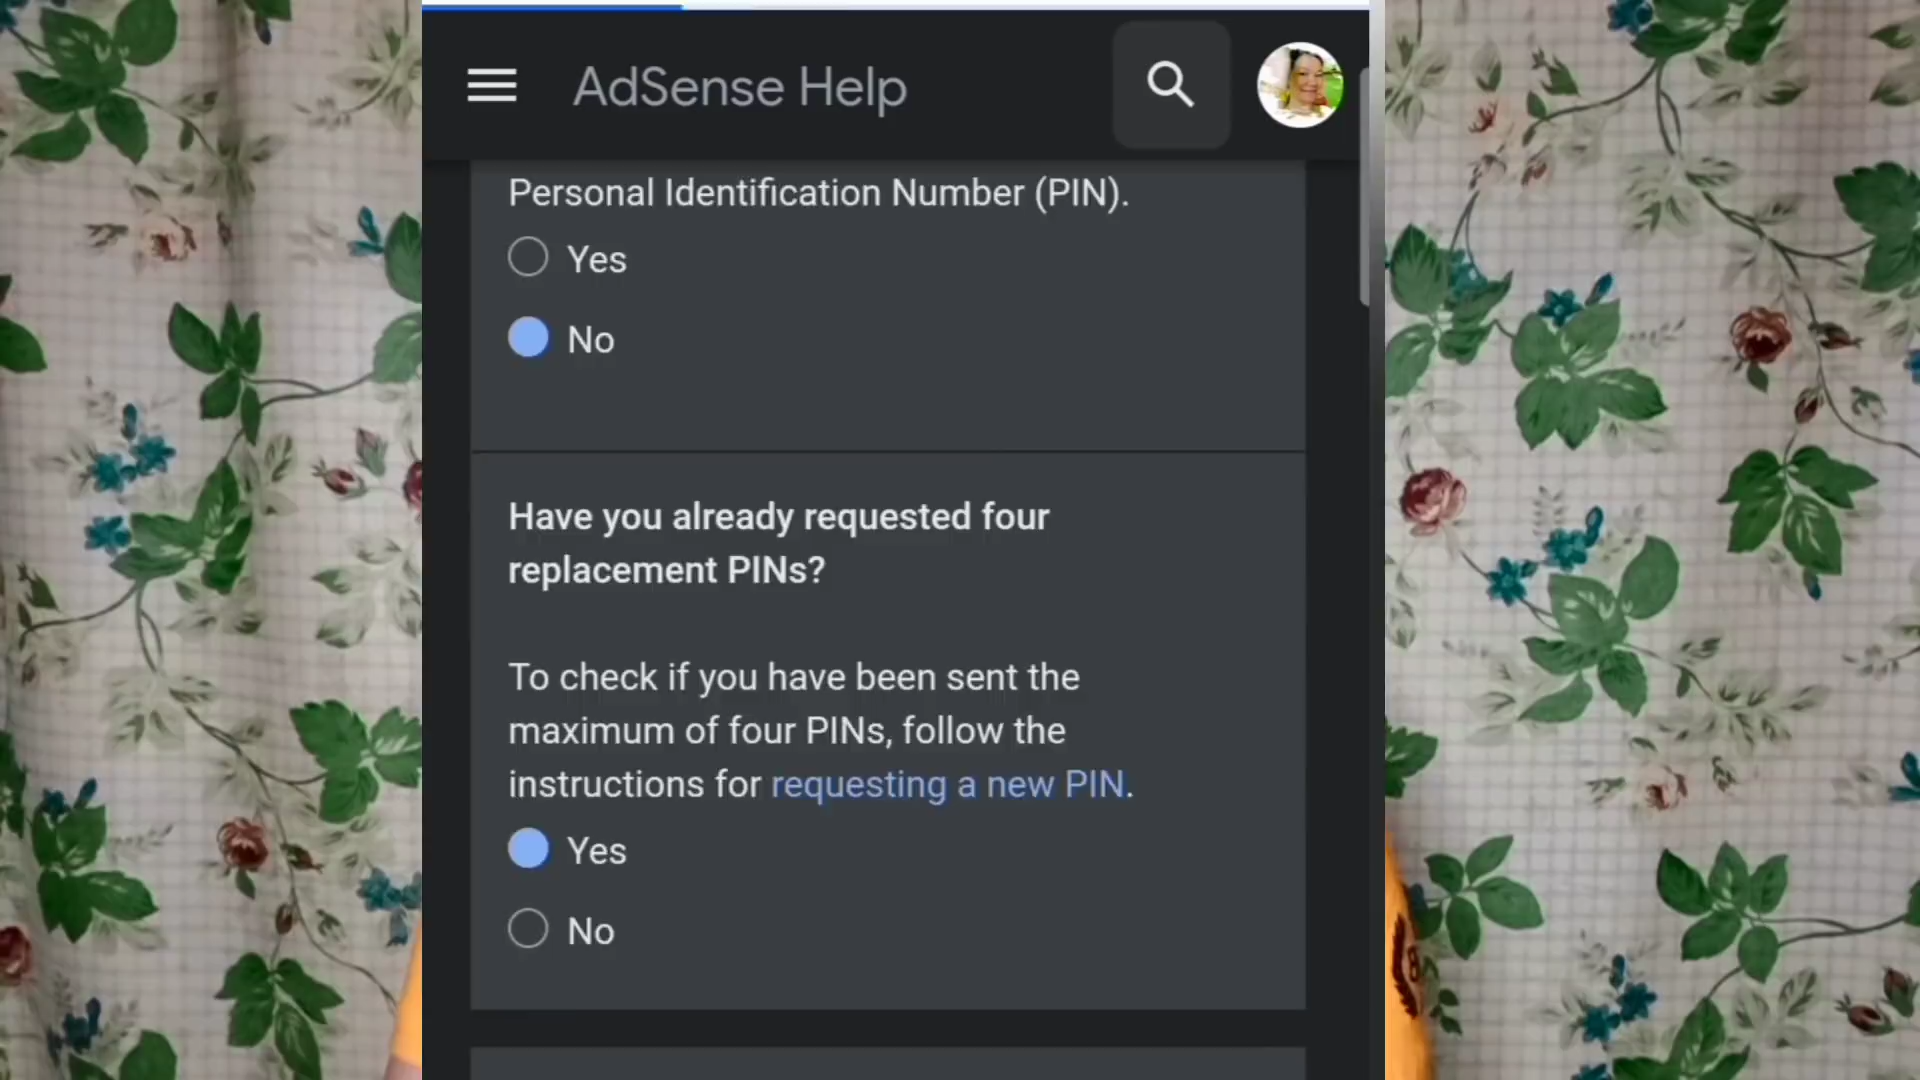 AdSense Help
Personal Identification Number (PIN).
Yes
No
Have you already requested four
replacement PINs?
To check if you have been sent the
maximum of four PINs, follow the
instructions for requesting a new PIN.
Yes
No